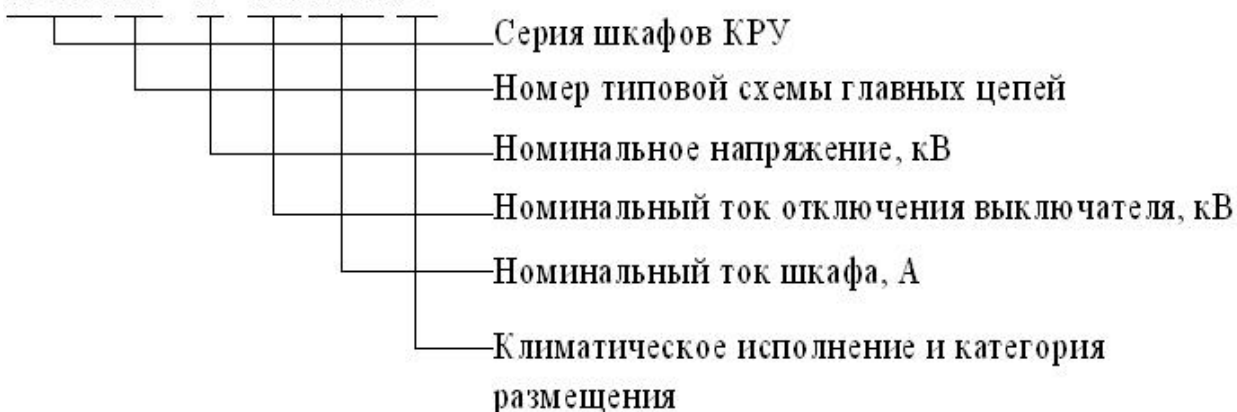 Серия шкафов КРУ
Номер типовой схемы главных цепей
Номинальное напряжение, кВ
Номинальный ток отключения выключателя, кВ
Номинальный ток шкафа, А
Климатическое исполнение и категория
размещения